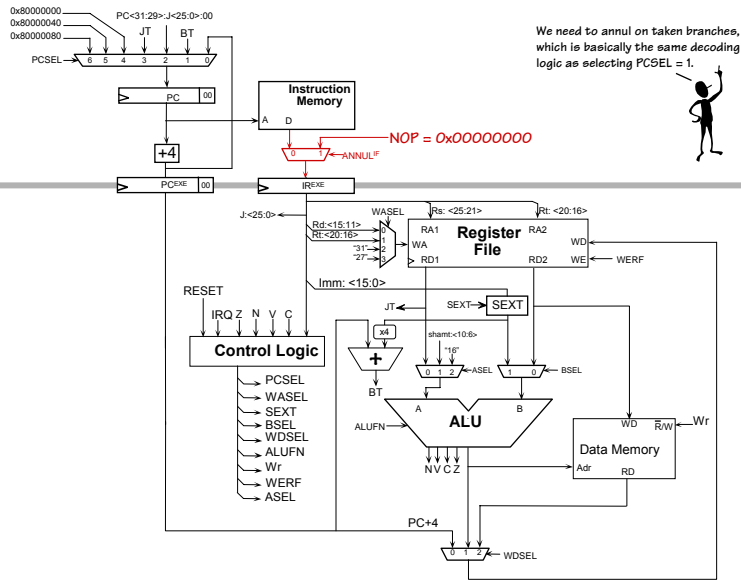 0x80000000
0x80000040
0x80000080
PC<31:29>:J<25:0>:00
JT
BT
We need to annul on taken branches,
which is basically the same decoding
logic as selecting PCSEL = 1.
PCSEL
6 5 4 3 2 1 0
PC 00
Instruction
Memory
A D
+4
0 1
NOP = 0x00000000
ANNUL^IF
PC^EXE 00
IR^EXE
J:<25:0>
WASEL
Rs: <25:21>
Rt: <20:16>
Rd:<15:11>
Rt:<20:16>
"31"
"27"
0
1
2
3
WA
RA1
RA2
Register
File
WD
WE
WERF
RD1
RD2
Imm: <15:0>
RESET
SEXT
SEXT
JT
IRQ Z N V C
x4
shamt:<10:6>
"16"
Control Logic
+
BT
0 1 2
ASEL
1 0
BSEL
PCSEL
WASEL
SEXT
BSEL
WDSEL
ALUFN
Wr
WERF
ASEL
A
B
ALU
ALUFN
N V C Z
WD
R/W
Wr
Data Memory
Adr
RD
PC+4
0 1 2
WDSEL